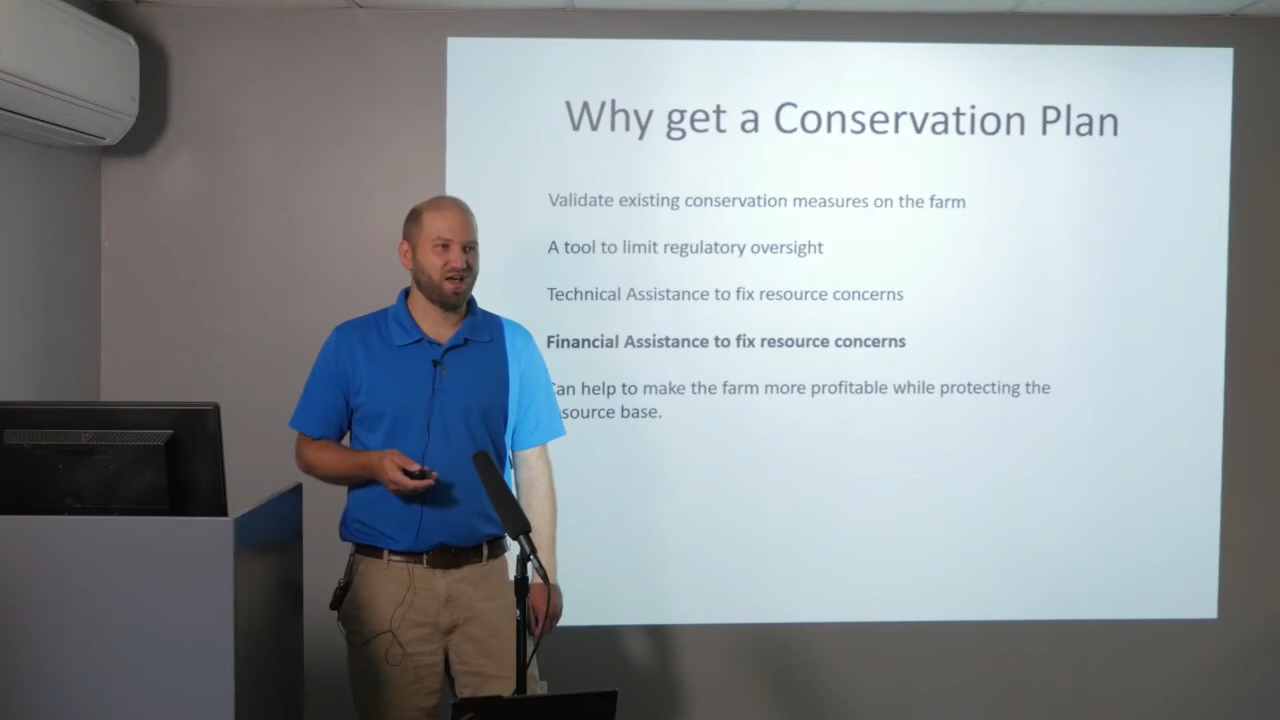 Why get a Conservation Plan
Validate existing conservation measures on the farm
A tool to limit regulatory oversight
Technical Assistance to fix resource concerns
Financial Assistance to fix resource concerns
an help to make the farm more profitable while protecting the
source base.